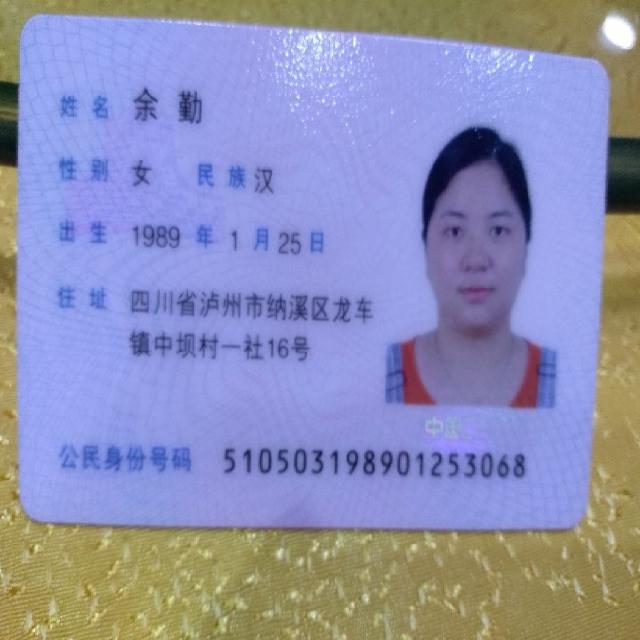 姓名 余勤
性别 女 民族 汉
出生 1989 年 1 月 25 日
住址 四川省泸州市纳溪区龙车
镇中坝村一社16号
公民身份号码 510503198901253068